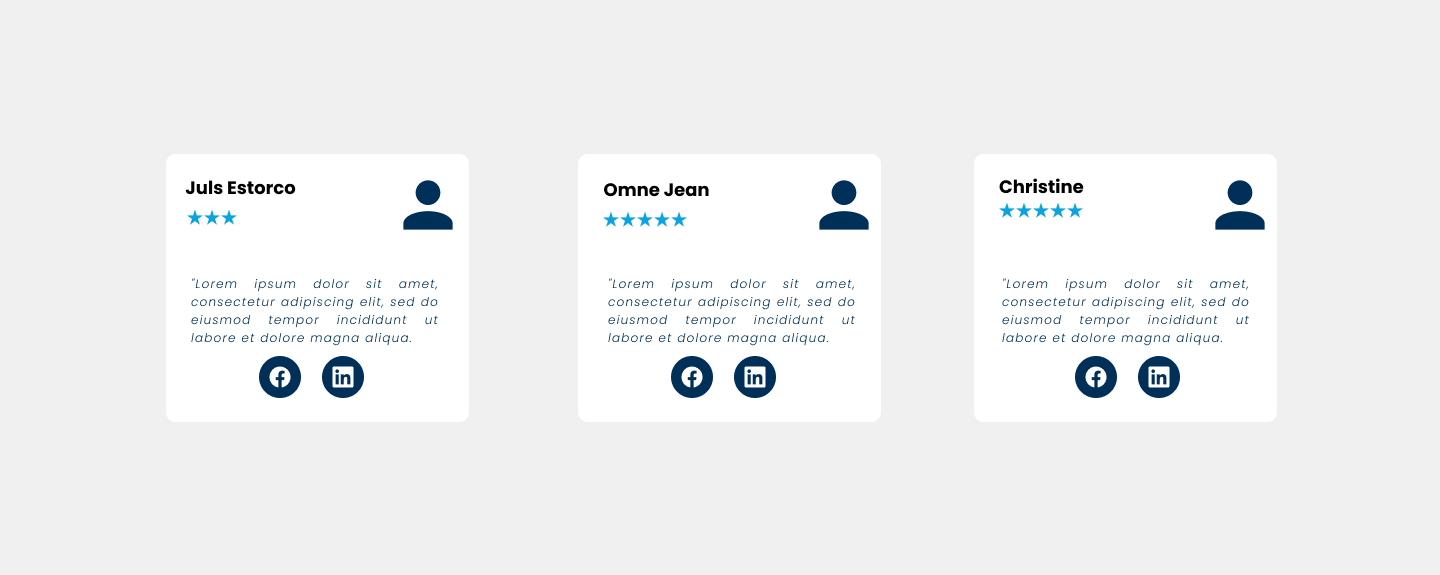 Juls Estorco
★★★
"Lorem ipsum dolor sit amet,
consectetur adipiscing elit, sed do
eiusmod tempor incididunt ut
labore et dolore magna aliqua.
in
Omne Jean
★★★★★
"Lorem ipsum dolor sit amet,
consectetur adipiscing elit, sed do
eiusmod tempor incididunt ut
labore et dolore magna aliqua.
in
Christine
★★★★★
"Lorem ipsum dolor sit amet,
consectetur adipiscing elit, sed do
eiusmod tempor incididunt ut
labore et dolore magna aliqua.
in